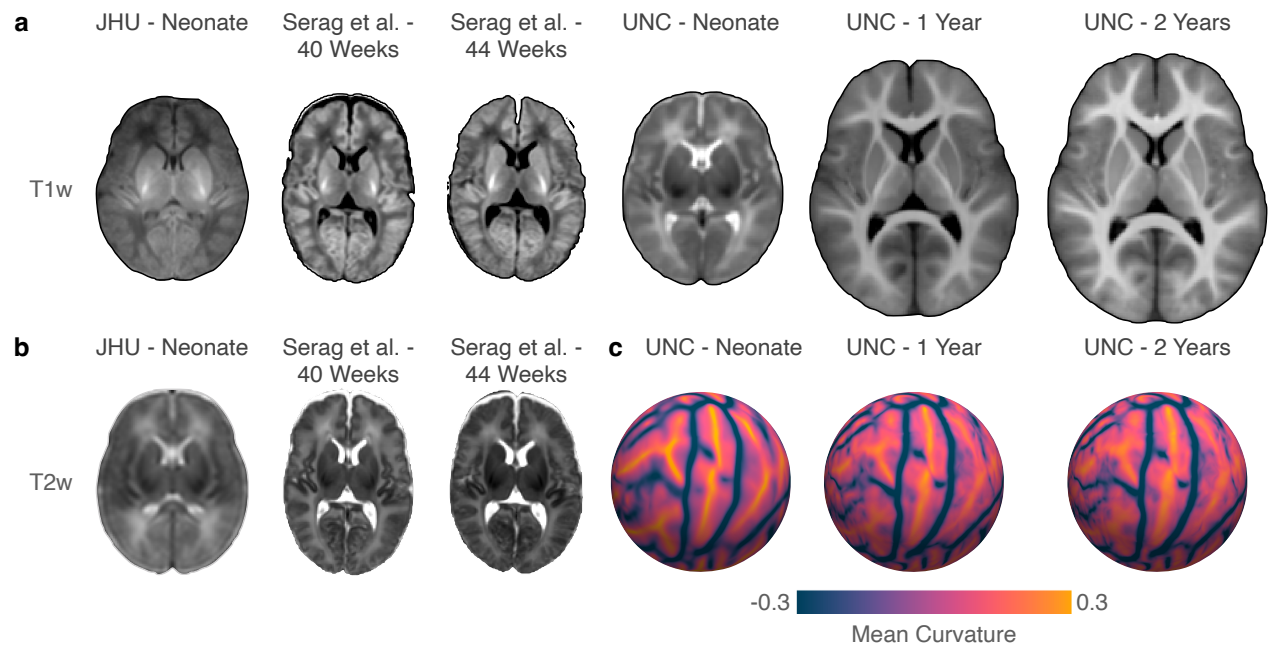 a
JHU - Neonate
Serag et al. -
40 Weeks
Serag et al. -
44 Weeks
UNC - Neonate
UNC - 1 Year
UNC - 2 Years
T1w
b
JHU - Neonate
Serag et al. -
40 Weeks
Serag et al. -
44 Weeks
c
UNC - Neonate
UNC - 1 Year
UNC - 2 Years
T2w
-0.3
0.3
Mean Curvature